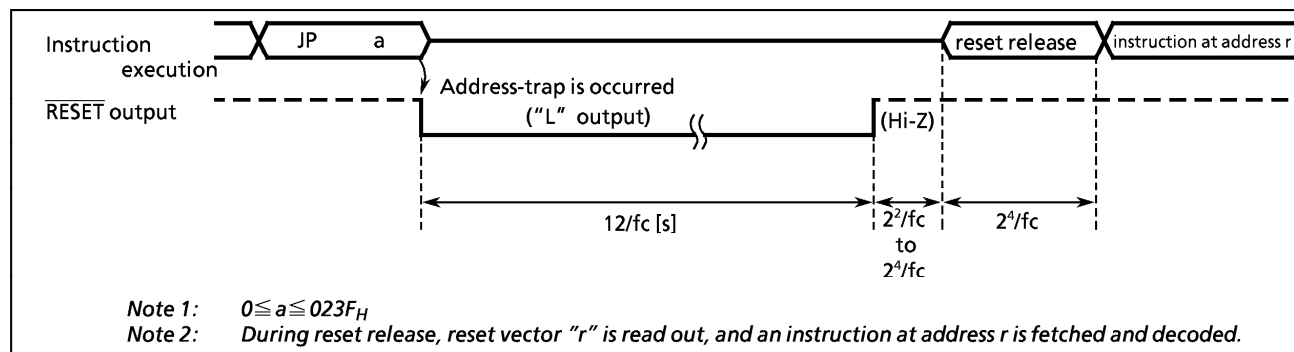 Instruction
execution
JP a
reset release
instruction at address r
Address-trap is occurred
("L" output)
RESET output
(Hi-Z)
12/fc [s]
2²/fc
to
2⁴/fc
2⁴/fc
Note 1: 0≦a≦023F_H
Note 2: During reset release, reset vector "r" is read out, and an instruction at address r is fetched and decoded.